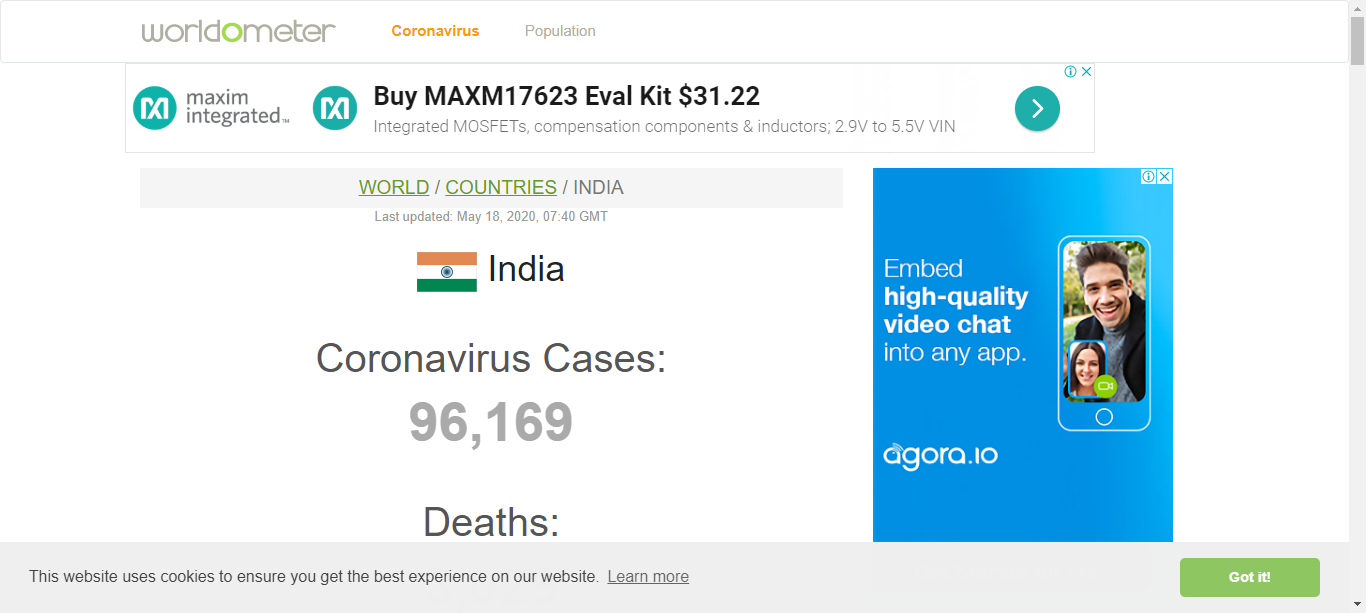 worldometer
Coronavirus
Population
maxim
integrated™
Buy MAXM17623 Eval Kit $31.22
Integrated MOSFETs, compensation components & inductors; 2.9V to 5.5V VIN
WORLD / COUNTRIES / INDIA
Last updated: May 18, 2020, 07:40 GMT
India
Coronavirus Cases:
96,169
Deaths:
Embed
high-quality
video chat
into any app.
agora.io
This website uses cookies to ensure you get the best experience on our website. Learn more
Got it!